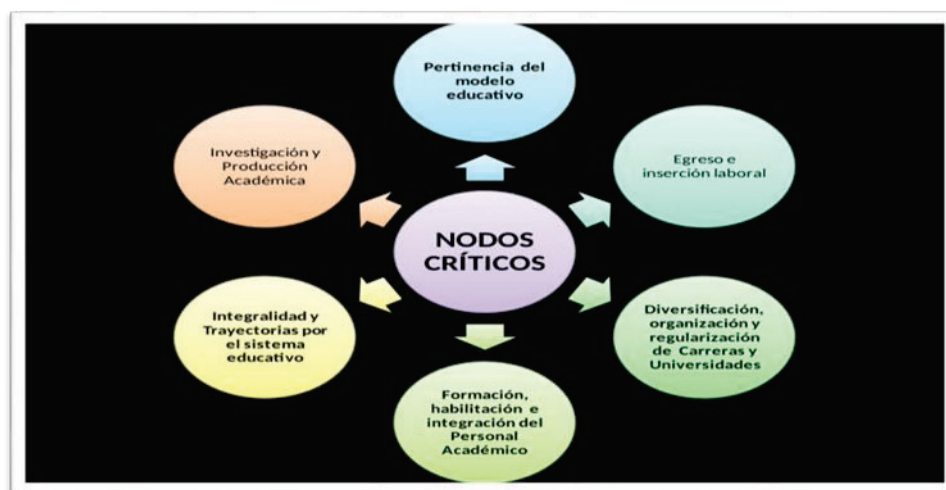 Pertinencia del
modelo
educativo
Egreso e
inserción laboral
Diversificación,
organización y
regularización
de Carreras y
Universidades
Formación,
habilitación e
integración del
Personal
Académico
Integralidad y
Trayectorias por
el sistema
educativo
Investigación y
Producción
Académica
NODOS
CRÍTICOS